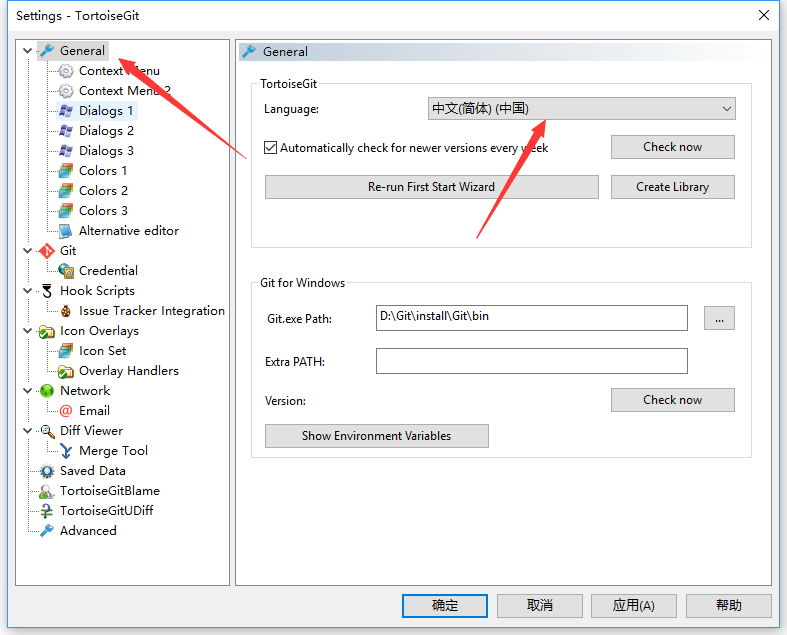 Settings - TortoiseGit
General
Context Menu
Context Menu 2
Dialogs 1
Dialogs 2
Dialogs 3
Colors 1
Colors 2
Colors 3
Alternative editor
Git
Credential
Hook Scripts
Issue Tracker Integration
Icon Overlays
Icon Set
Overlay Handlers
Network
Email
Diff Viewer
Merge Tool
Saved Data
TortoiseGitBlame
TortoiseGitUDiff
Advanced
General
TortoiseGit
Language: 中文(简体) (中国)
Automatically check for newer versions every week Check now
Re-run First Start Wizard Create Library
Git for Windows
Git.exe Path: D:\Git\install\Git\bin ...
Extra PATH:
Version: Check now
Show Environment Variables
确定 取消 应用(A) 帮助